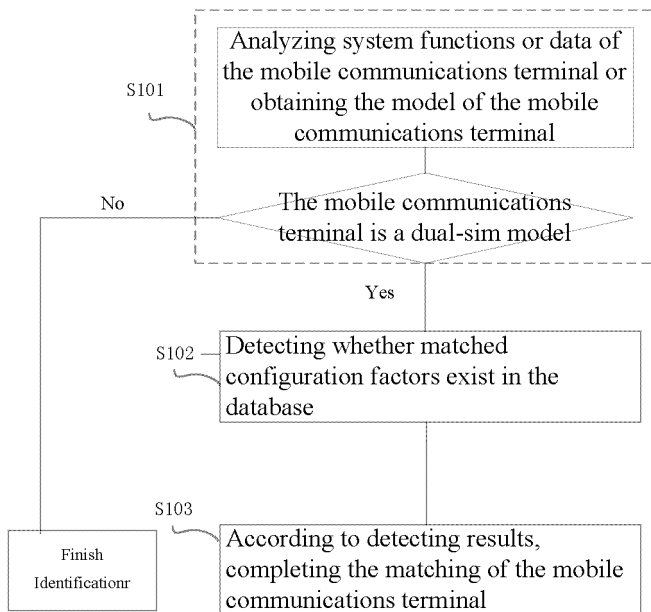 Analyzing system functions or data of
the mobile communications terminal or
obtaining the model of the mobile
communications terminal
S101
No
The mobile communications
terminal is a dual-sim model
Yes
S102
Detecting whether matched
configuration factors exist in the
database
S103
According to detecting results,
completing the matching of the mobile
communications terminal
Finish
Identificationr